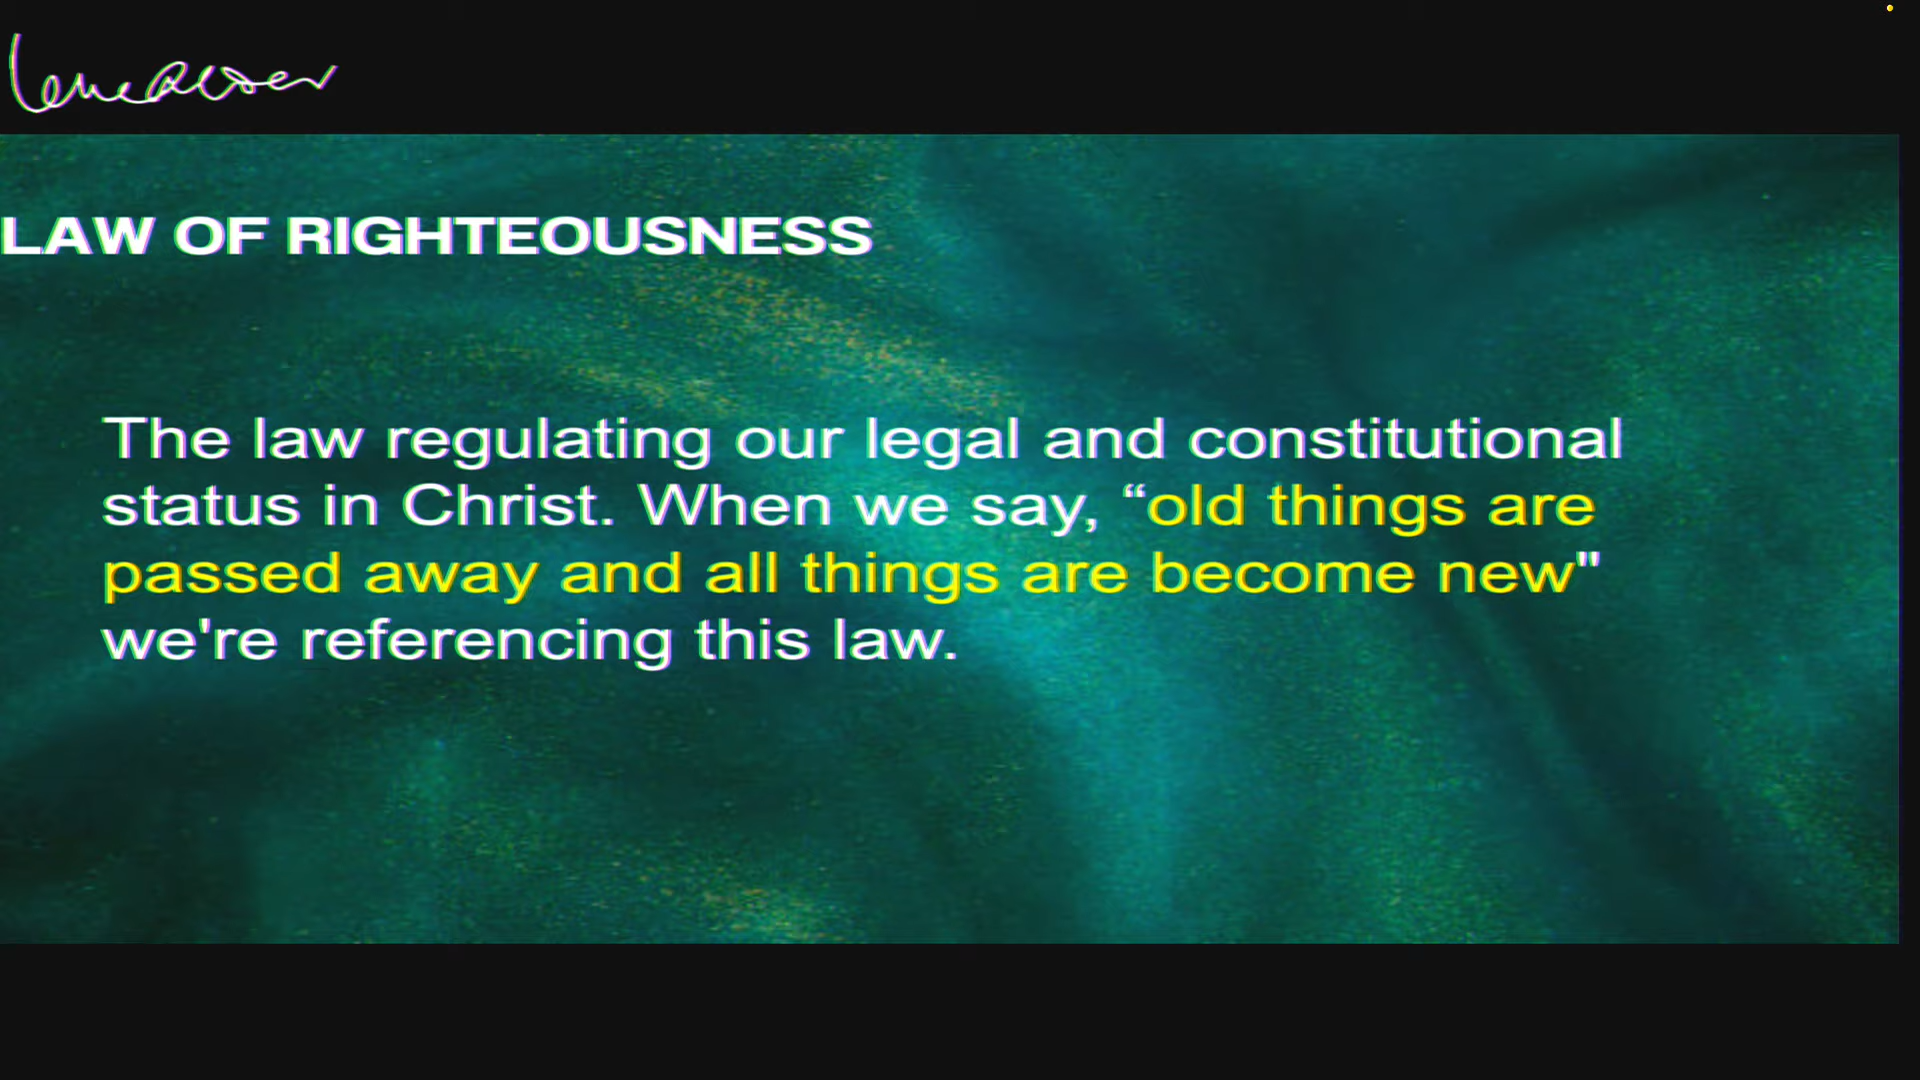 LAW OF RIGHTEOUSNESS
The law regulating our legal and constitutional
status in Christ. When we say, “old things are
passed away and all things are become new"
we're referencing this law.